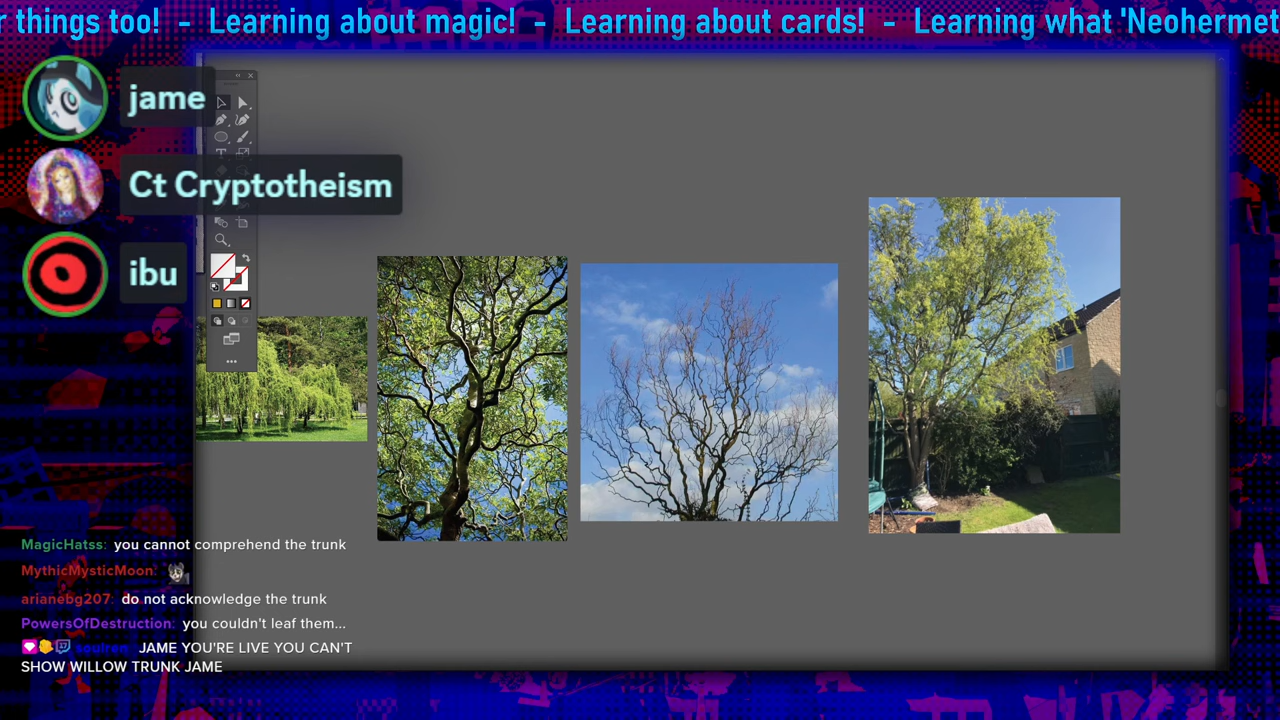 r things too!  -  Learning about magic!  -  Learning about cards!  -  Learning what 'Neohermet
jame
Ct Cryptotheism
ibu
MagicHatss: you cannot comprehend the trunk
MythicMysticMoon:
arianebg207: do not acknowledge the trunk
PowersOfDestruction: you couldn't leaf them...
soulren: JAME YOU'RE LIVE YOU CAN'T
SHOW WILLOW TRUNK JAME